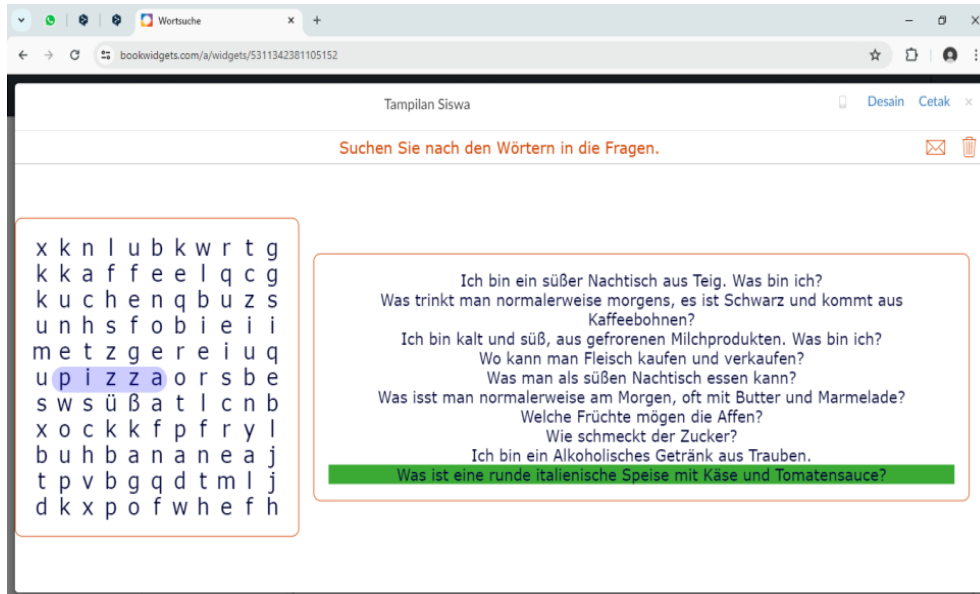 Wortsuche
bookwidgets.com/a/widgets/5311342381105152
Tampilan Siswa
Desain Cetak
Suchen Sie nach den Wörtern in die Fragen.
x k n l u b k w r t g
k k a f f e e l q c g
k u c h e n q b u z s
u n h s f o b i e i i
m e t z g e r e i u q
u p i z z a o r s b e
s w s ü ß a t l c n b
x o c k k f p f r y l
b u h b a n a n e a j
t p v b g q d t m l j
d k x p o f w h e f h
Ich bin ein süßer Nachtisch aus Teig. Was bin ich?
Was trinkt man normalerweise morgens, es ist Schwarz und kommt aus
Kaffeebohnen?
Ich bin kalt und süß, aus gefrorenen Milchprodukten. Was bin ich?
Wo kann man Fleisch kaufen und verkaufen?
Was man als süßen Nachtisch essen kann?
Was isst man normalerweise am Morgen, oft mit Butter und Marmelade?
Welche Früchte mögen die Affen?
Wie schmeckt der Zucker?
Ich bin ein Alkoholisches Getränk aus Trauben.
Was ist eine runde italienische Speise mit Käse und Tomatensauce?